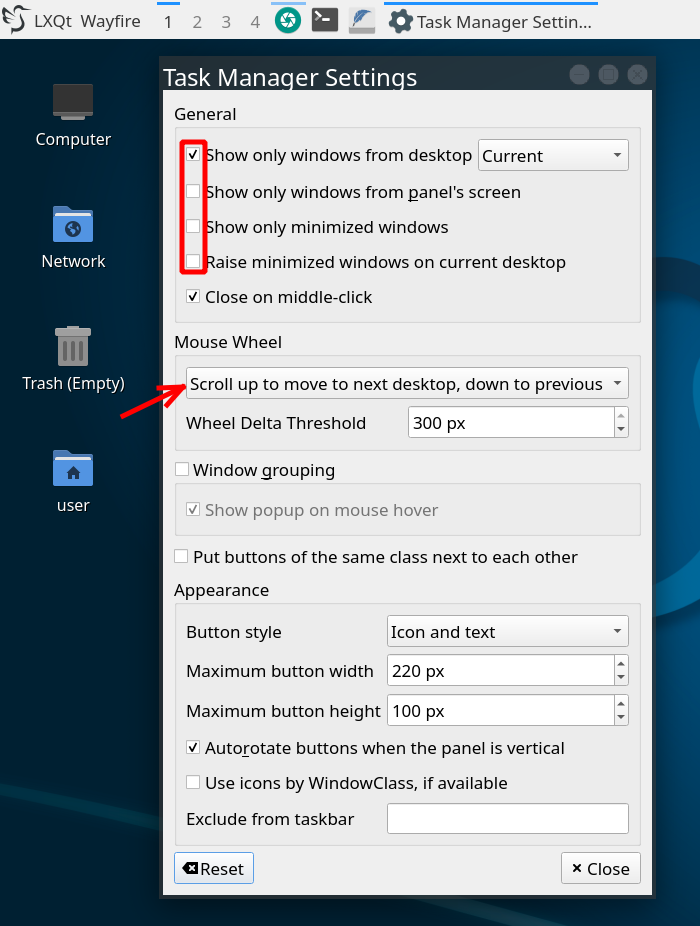 LXQt Wayfire 1 2 3 4 Task Manager Settin...
Computer
Network
Trash (Empty)
user
Task Manager Settings
General
Show only windows from desktop Current
Show only windows from panel's screen
Show only minimized windows
Raise minimized windows on current desktop
Close on middle-click
Mouse Wheel
Scroll up to move to next desktop, down to previous
Wheel Delta Threshold 300 px
Window grouping
Show popup on mouse hover
Put buttons of the same class next to each other
Appearance
Button style Icon and text
Maximum button width 220 px
Maximum button height 100 px
Autorotate buttons when the panel is vertical
Use icons by WindowClass, if available
Exclude from taskbar
Reset Close